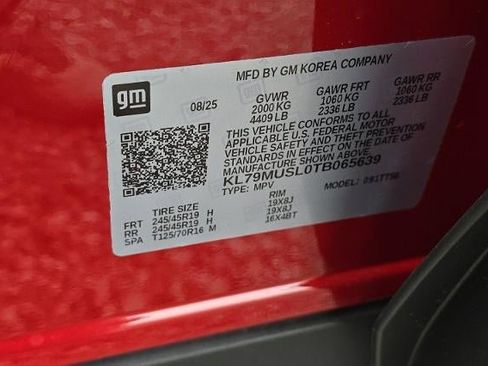 MFD BY GM KOREA COMPANY
gm
08/25
GVWR GAWR FRT GAWR RR
2000 KG 1060 KG 1060 KG
4409 LB 2336 LB 2336 LB
THIS VEHICLE CONFORMS TO ALL
APPLICABLE U.S. FEDERAL MOTOR
VEHICLE SAFETY AND THEFT PREVENTION
STANDARDS IN EFFECT ON THE DATE OF
MANUFACTURE SHOWN ABOVE.
KL79MUSL0TB065639
TYPE: MPV MODEL:
TIRE SIZE RIM
FRT 245/45R19 H 19X8J
RR 245/45R19 H 19X8J
SPA T125/70R16 M 16X4BT